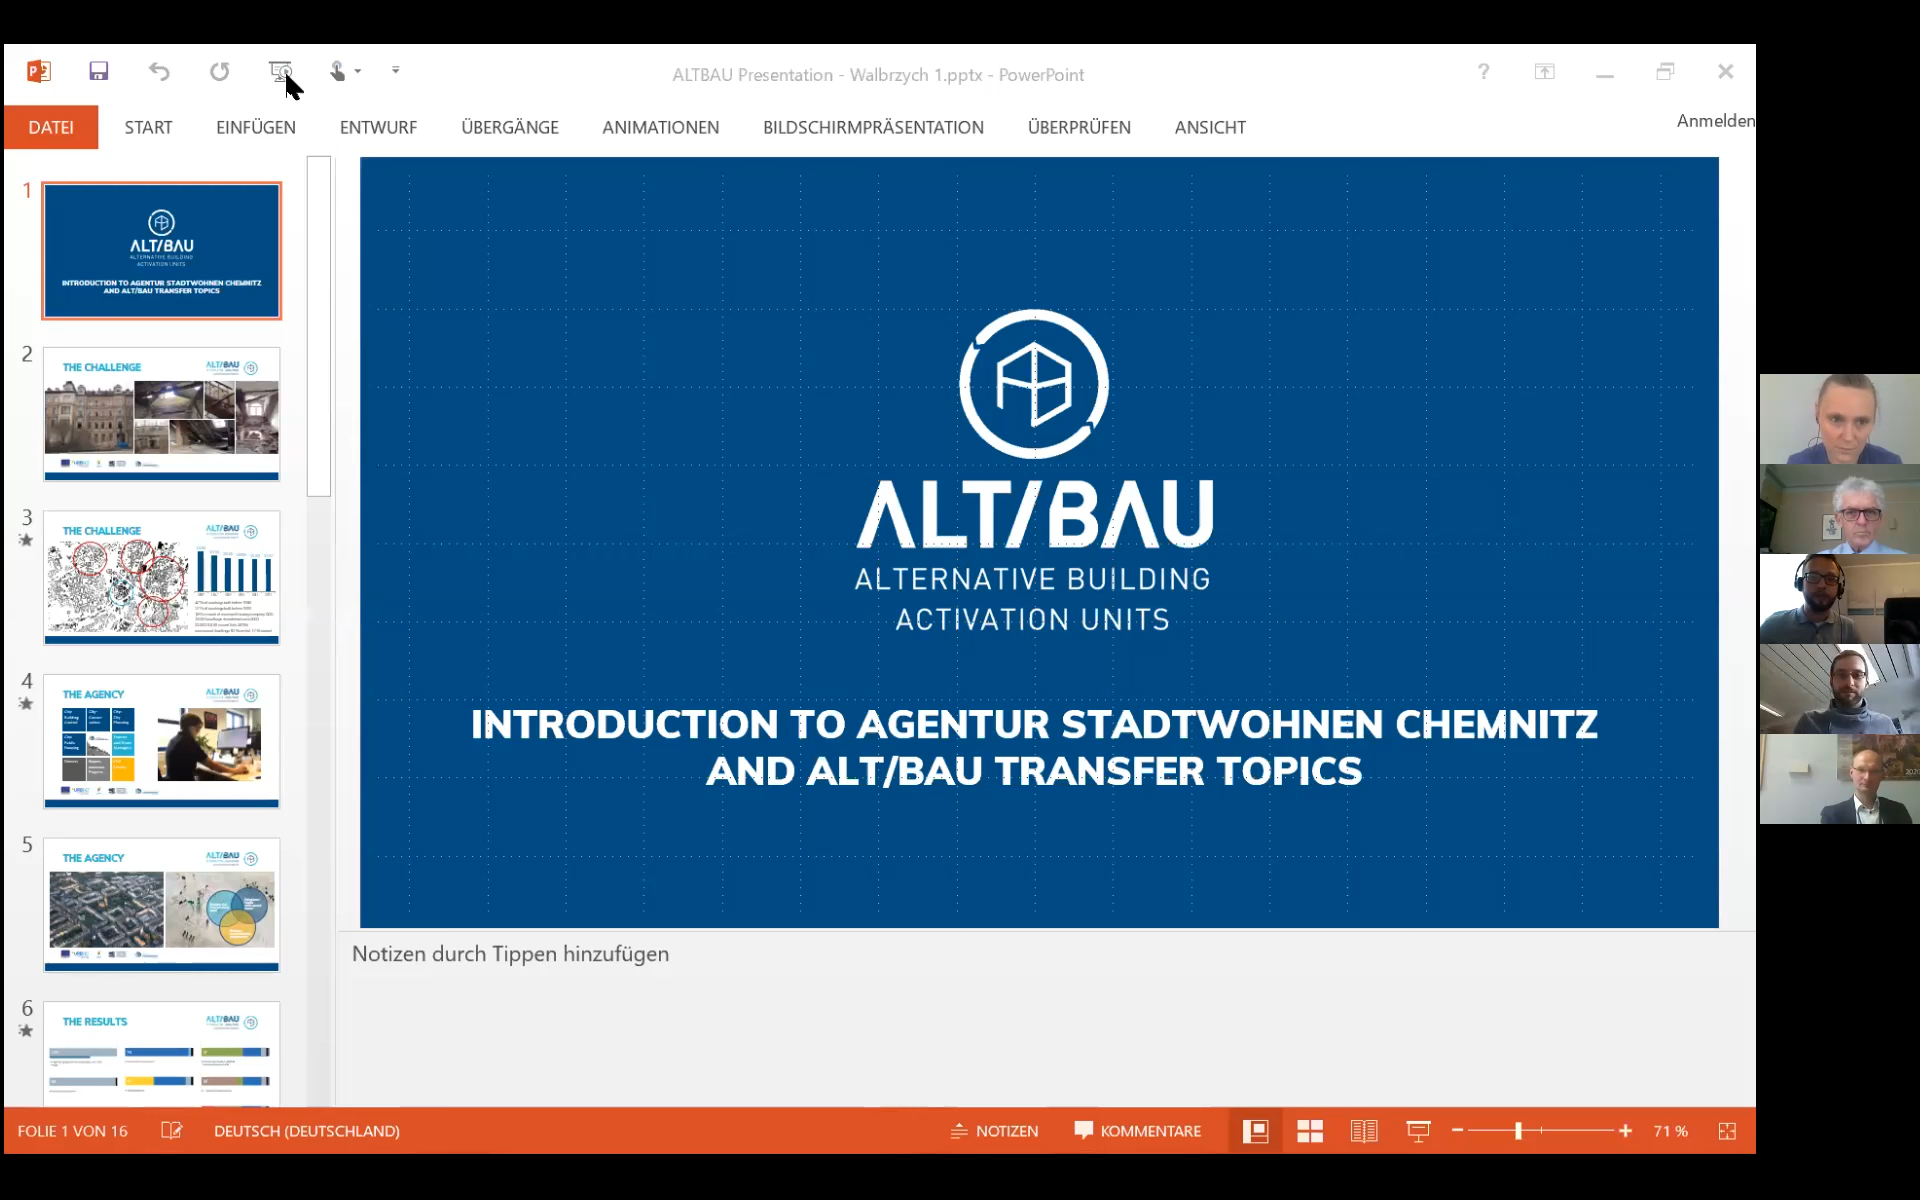 ALTBAU Presentation - Walbrzych 1.pptx - PowerPoint
DATEI START EINFÜGEN ENTWURF ÜBERGÄNGE ANIMATIONEN BILDSCHIRMPRÄSENTATION ÜBERPRÜFEN ANSICHT
Anmelden
1
ALT/BAU
ALTERNATIVE BUILDING
ACTIVATION UNITS
INTRODUCTION TO AGENTUR STADTWOHNEN CHEMNITZ
AND ALT/BAU TRANSFER TOPICS
2
THE CHALLENGE
ALT/BAU
3
THE CHALLENGE
ALT/BAU
4
THE AGENCY
ALT/BAU
5
THE AGENCY
ALT/BAU
6
THE RESULTS
ALT/BAU
ALT/BAU
ALTERNATIVE BUILDING
ACTIVATION UNITS
INTRODUCTION TO AGENTUR STADTWOHNEN CHEMNITZ
AND ALT/BAU TRANSFER TOPICS
Notizen durch Tippen hinzufügen
FOLIE 1 VON 16 DEUTSCH (DEUTSCHLAND) NOTIZEN KOMMENTARE 71 %